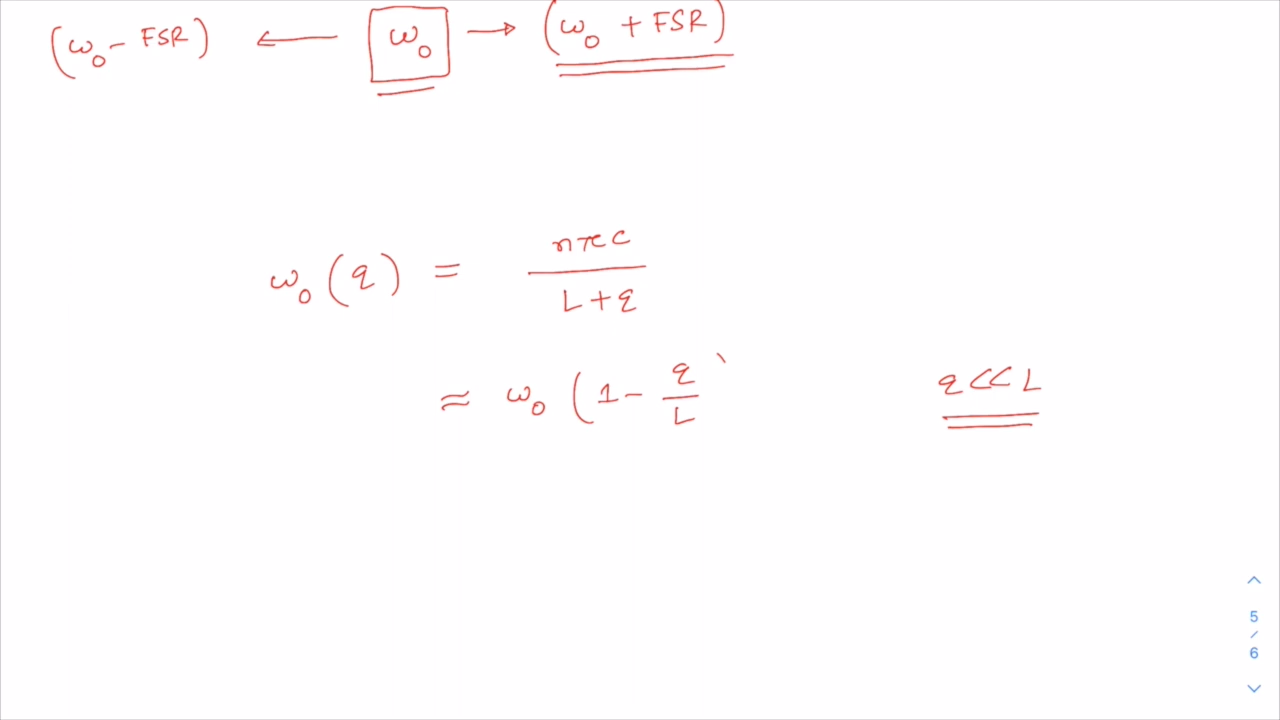 (ω₀ - FSR) ← ω₀ → (ω₀ + FSR)
ω₀(q) = nπc / L+q
≈ ω₀ (1 - q/L ) q << L
5
/
6